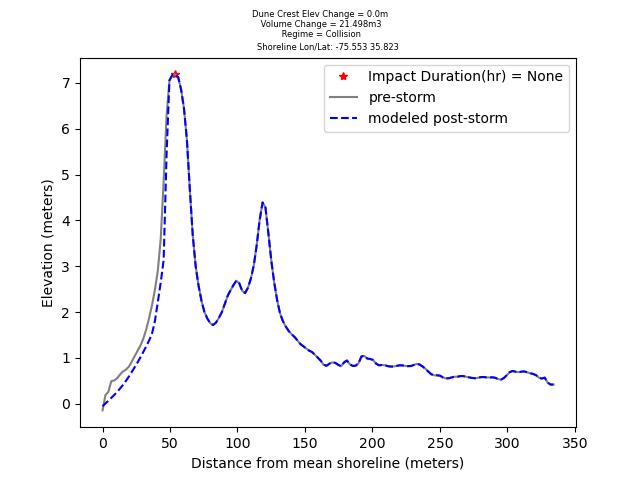 Dune Crest Elev Change = 0.0m
Volume Change = 21.498m3
Regime = Collision
Shoreline Lon/Lat: -75.553 35.823
Impact Duration(hr) = None
pre-storm
modeled post-storm
7
6
5
4
3
2
1
0
Elevation (meters)
0 50 100 150 200 250 300 350
Distance from mean shoreline (meters)